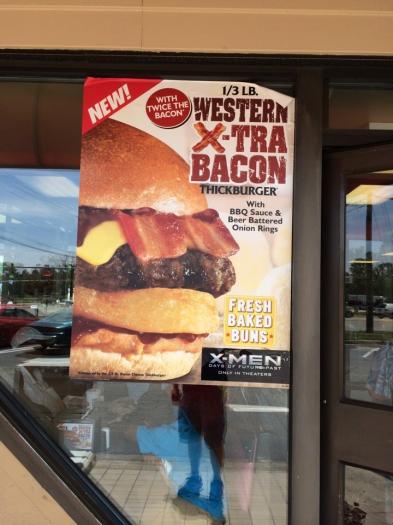 NEW!
WITH
TWICE THE
BACON*
1/3 LB.
WESTERN
X-TRA
BACON
THICKBURGER
With
BBQ Sauce &
Beer Battered
Onion Rings
FRESH
BAKED
BUNS
X-MEN
DAYS OF FUTURE PAST
ONLY IN THEATERS